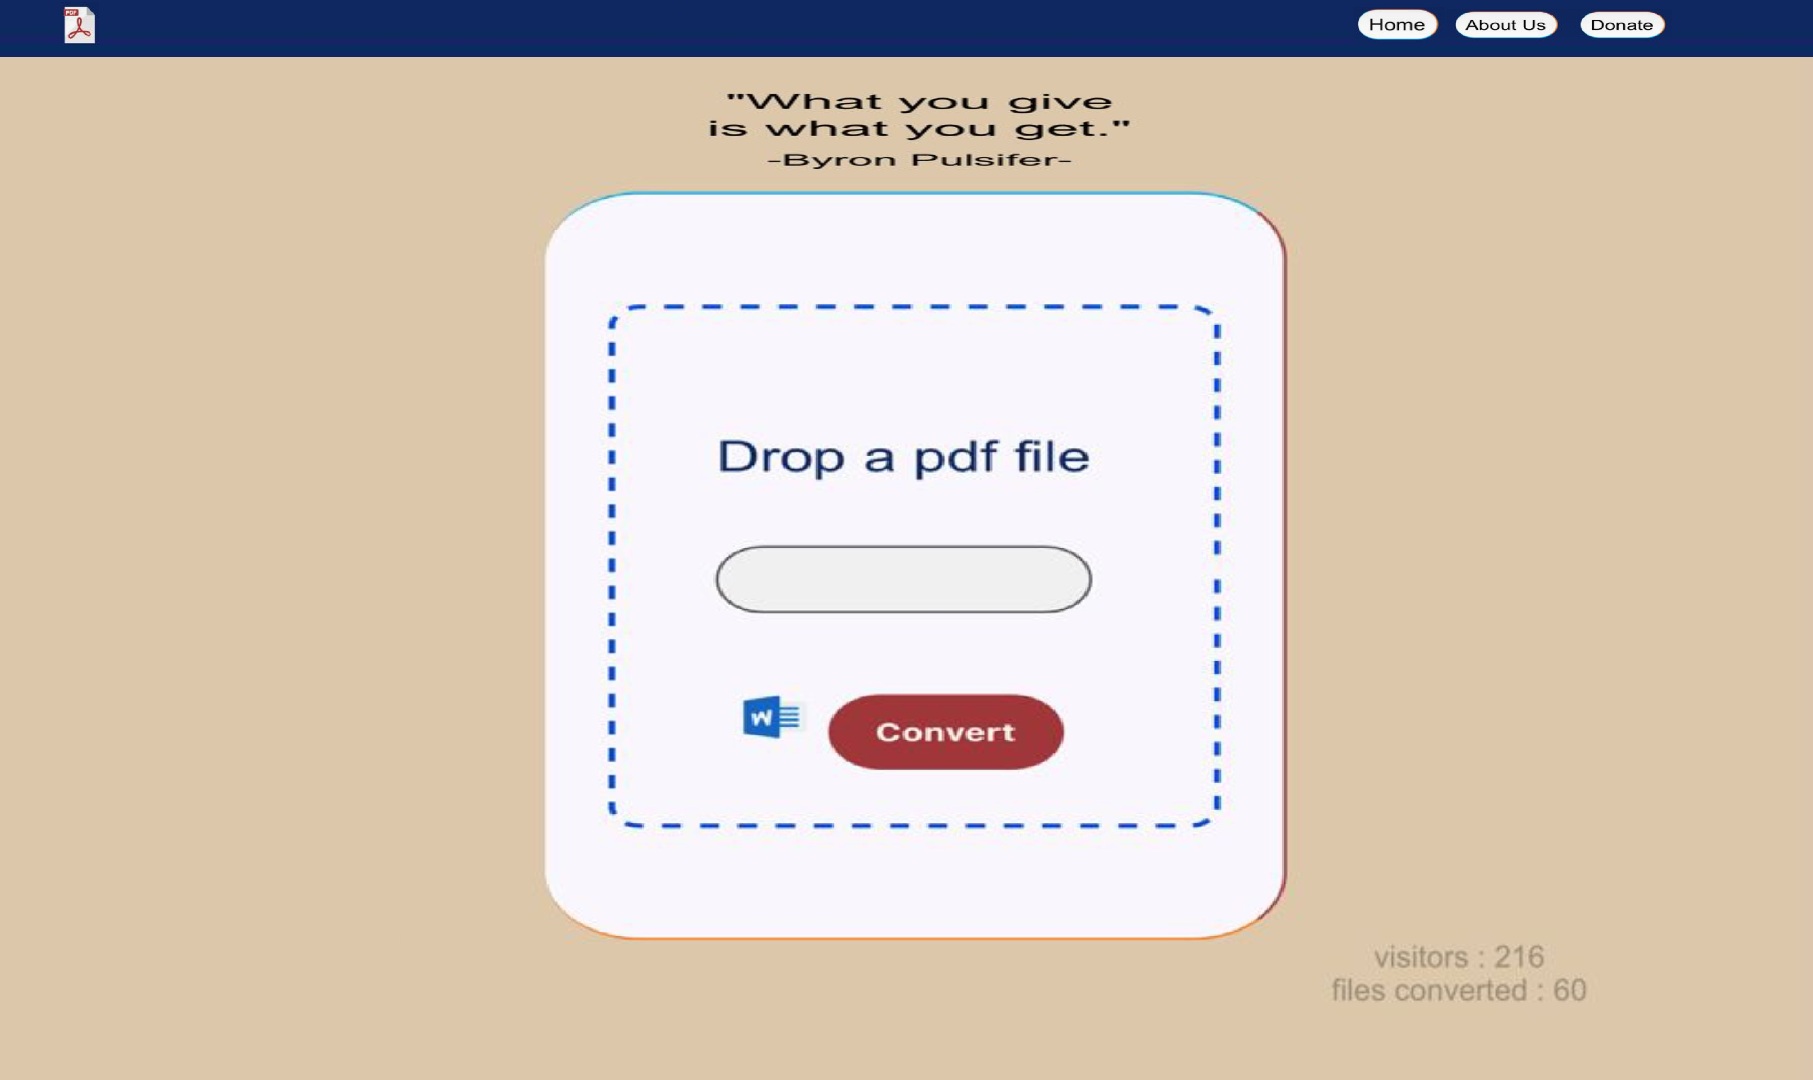 PDF
Home
About Us
Donate
"What you give
is what you get."
-Byron Pulsifer-
Drop a pdf file
W
Convert
visitors : 216
files converted : 60